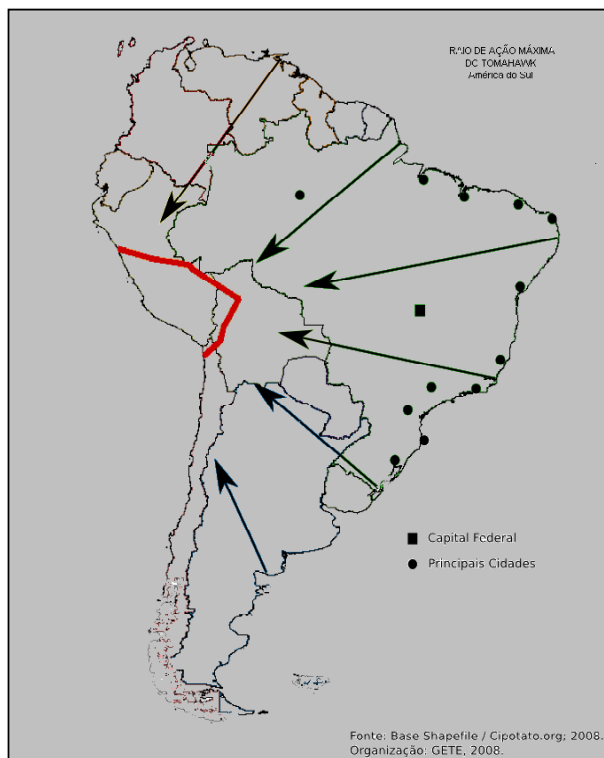 RAIO DE AÇÃO MÁXIMA
DC TOMAHAWK
América do Sul
Capital Federal
Principais Cidades
Fonte: Base Shapefile / Cipotato.org; 2008.
Organização: GETE, 2008.